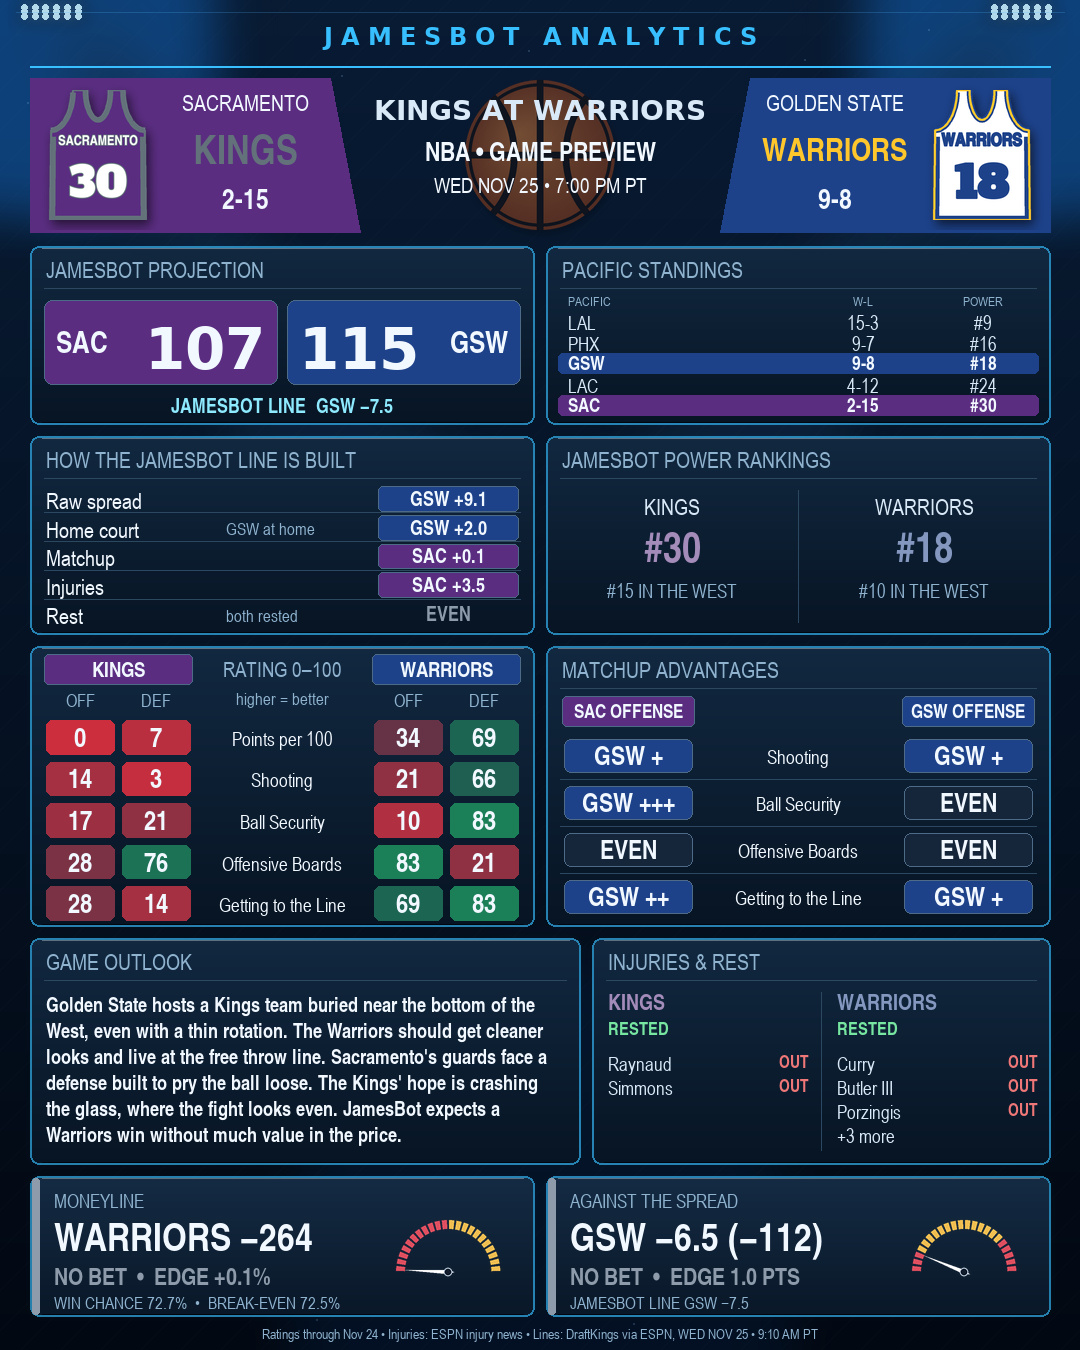 JAMESBOT ANALYTICS
SACRAMENTO
KINGS
2-15
SACRAMENTO
30
KINGS AT WARRIORS
NBA • GAME PREVIEW
WED NOV 25 • 7:00 PM PT
GOLDEN STATE
WARRIORS
9-8
WARRIORS
18
JAMESBOT PROJECTION
SAC 107 115 GSW
JAMESBOT LINE GSW −7.5
PACIFIC STANDINGS
PACIFIC W-L POWER
LAL 15-3 #9
PHX 9-7 #16
GSW 9-8 #18
LAC 4-12 #24
SAC 2-15 #30
HOW THE JAMESBOT LINE IS BUILT
Raw spread GSW +9.1
Home court GSW at home GSW +2.0
Matchup SAC +0.1
Injuries SAC +3.5
Rest both rested EVEN
JAMESBOT POWER RANKINGS
KINGS WARRIORS
#30 #18
#15 IN THE WEST #10 IN THE WEST
KINGS RATING 0–100 WARRIORS
OFF DEF higher = better OFF DEF
0 7 Points per 100 34 69
14 3 Shooting 21 66
17 21 Ball Security 10 83
28 76 Offensive Boards 83 21
28 14 Getting to the Line 69 83
MATCHUP ADVANTAGES
SAC OFFENSE GSW OFFENSE
GSW + Shooting GSW +
GSW +++ Ball Security EVEN
EVEN Offensive Boards EVEN
GSW ++ Getting to the Line GSW +
GAME OUTLOOK
Golden State hosts a Kings team buried near the bottom of the
West, even with a thin rotation. The Warriors should get cleaner
looks and live at the free throw line. Sacramento's guards face a
defense built to pry the ball loose. The Kings' hope is crashing
the glass, where the fight looks even. JamesBot expects a
Warriors win without much value in the price.
INJURIES & REST
KINGS
RESTED
Raynaud OUT
Simmons OUT
WARRIORS
RESTED
Curry OUT
Butler III OUT
Porzingis OUT
+3 more
MONEYLINE
WARRIORS −264
NO BET • EDGE +0.1%
WIN CHANCE 72.7% • BREAK-EVEN 72.5%
AGAINST THE SPREAD
GSW −6.5 (−112)
NO BET • EDGE 1.0 PTS
JAMESBOT LINE GSW −7.5
Ratings through Nov 24 • Injuries: ESPN injury news • Lines: DraftKings via ESPN, WED NOV 25 • 9:10 AM PT